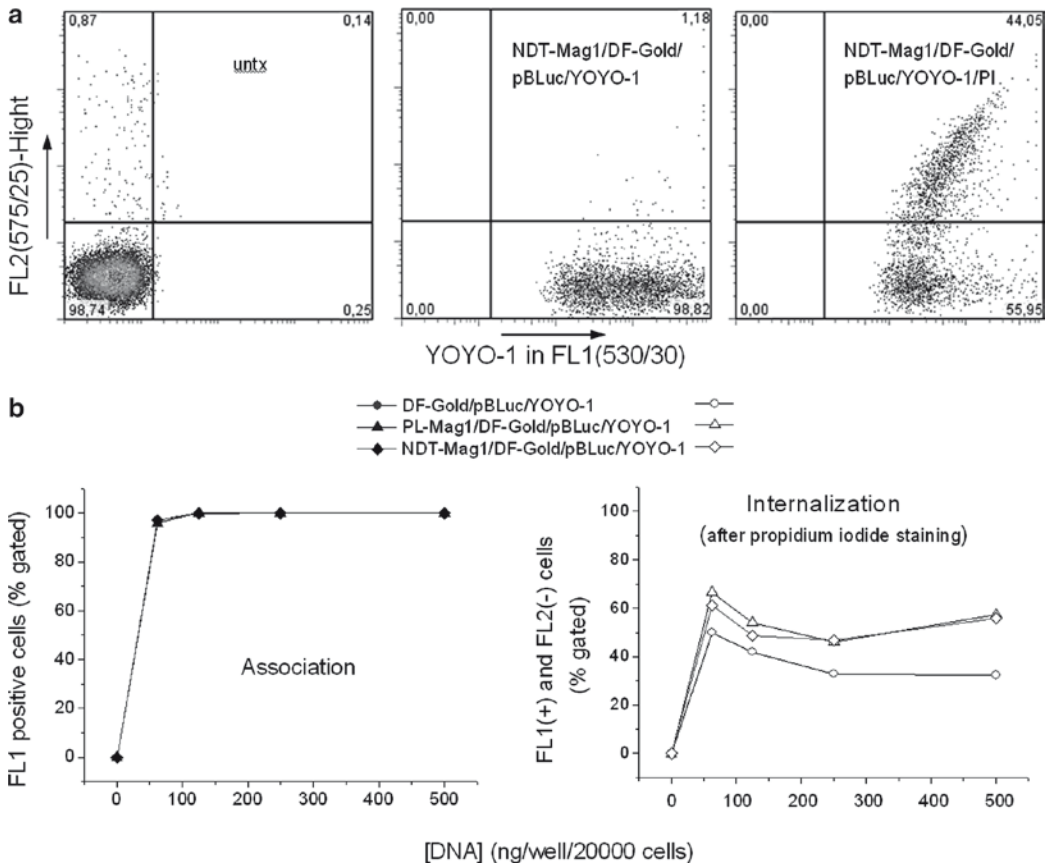 a
0,87
0,14
untx
98,74
0,25
0,00
1,18
NDT-Mag1/DF-Gold/
pBLuc/YOYO-1
0,00
98,82
0,00
44,05
NDT-Mag1/DF-Gold/
pBLuc/YOYO-1/PI
0,00
55,95
FL2(575/25)-Hight
YOYO-1 in FL1(530/30)
b
DF-Gold/pBLuc/YOYO-1
PL-Mag1/DF-Gold/pBLuc/YOYO-1
NDT-Mag1/DF-Gold/pBLuc/YOYO-1
FL1 positive cells (% gated)
100
80
60
40
20
0
Association
0 100 200 300 400 500
FL1(+) and FL2(-) cells
(% gated)
100
80
60
40
20
0
Internalization
(after propidium iodide staining)
0 100 200 300 400 500
[DNA] (ng/well/20000 cells)